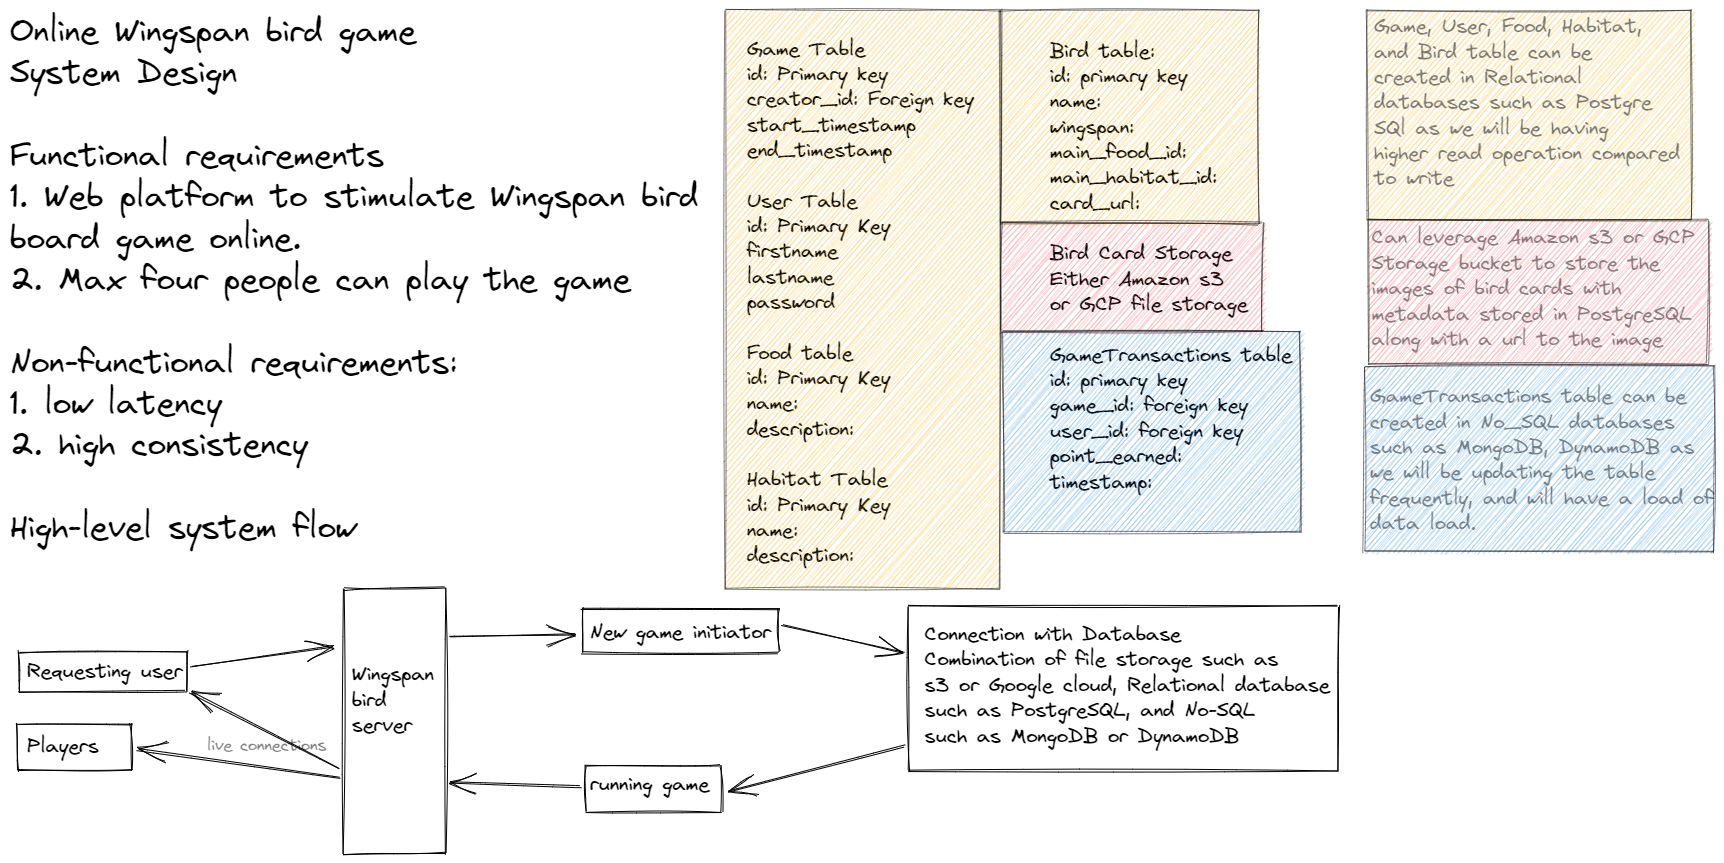 Online Wingspan bird game
System Design
Functional requirements
1. Web platform to stimulate Wingspan bird
board game online.
2. Max four people can play the game
Non-functional requirements:
1. low latency
2. high consistency
High-level system flow
Game Table
id: Primary key
creator_id: Foreign key
start_timestamp
end_timestamp
User Table
id: Primary Key
firstname
lastname
password
Food table
id: Primary Key
name:
description:
Habitat Table
id: Primary Key
name:
description:
Bird table:
id: primary key
name:
wingspan:
main_food_id:
main_habitat_id:
card_url:
Bird Card Storage
Either Amazon s3
or GCP file storage
GameTransactions table
id: primary key
game_id: foreign key
user_id: foreign key
point_earned:
timestamp:
Game, User, Food, Habitat,
and Bird table can be
created in Relational
databases such as Postgre
SQl as we will be having
higher read operation compared
to write
Can leverage Amazon s3 or GCP
Storage bucket to store the
images of bird cards with
metadata stored in PostgreSQL
along with a url to the image
GameTransactions table can be
created in No_SQL databases
such as MongoDB, DynamoDB as
we will be updating the table
frequently, and will have a load of
data load.
Requesting user
Players
live connections
Wingspan
bird
server
New game initiator
running game
Connection with Database
Combination of file storage such as
s3 or Google cloud, Relational database
such as PostgreSQL, and No-SQL
such as MongoDB or DynamoDB